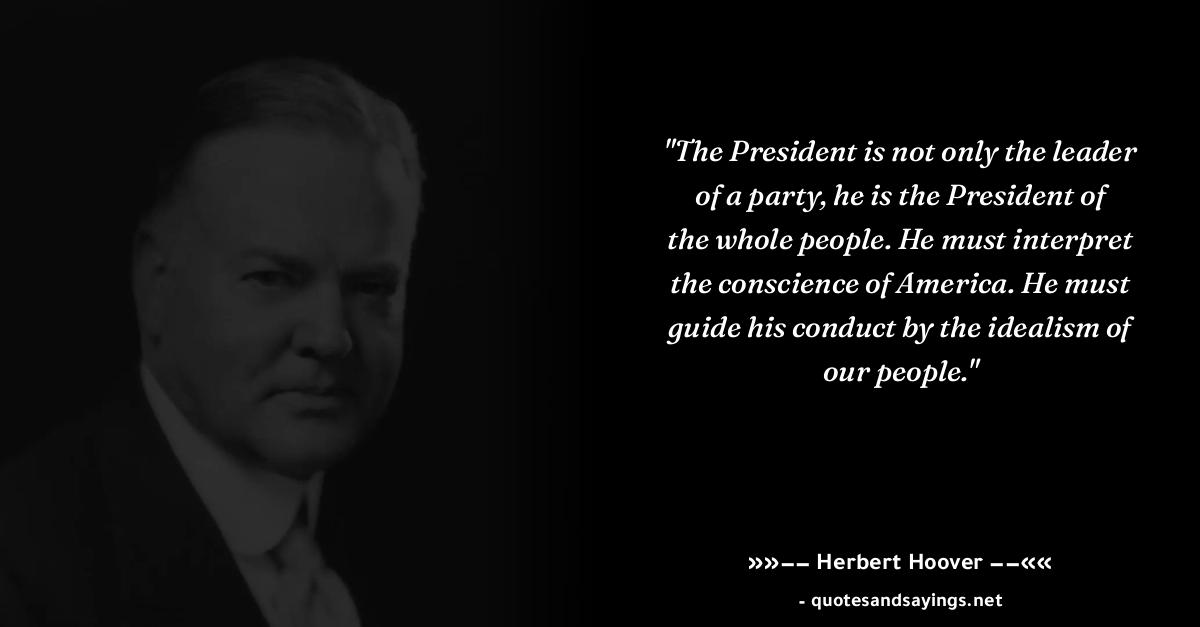 "The President is not only the leader
of a party, he is the President of
the whole people. He must interpret
the conscience of America. He must
guide his conduct by the idealism of
our people."
»»−− Herbert Hoover −−««
- quotesandsayings.net